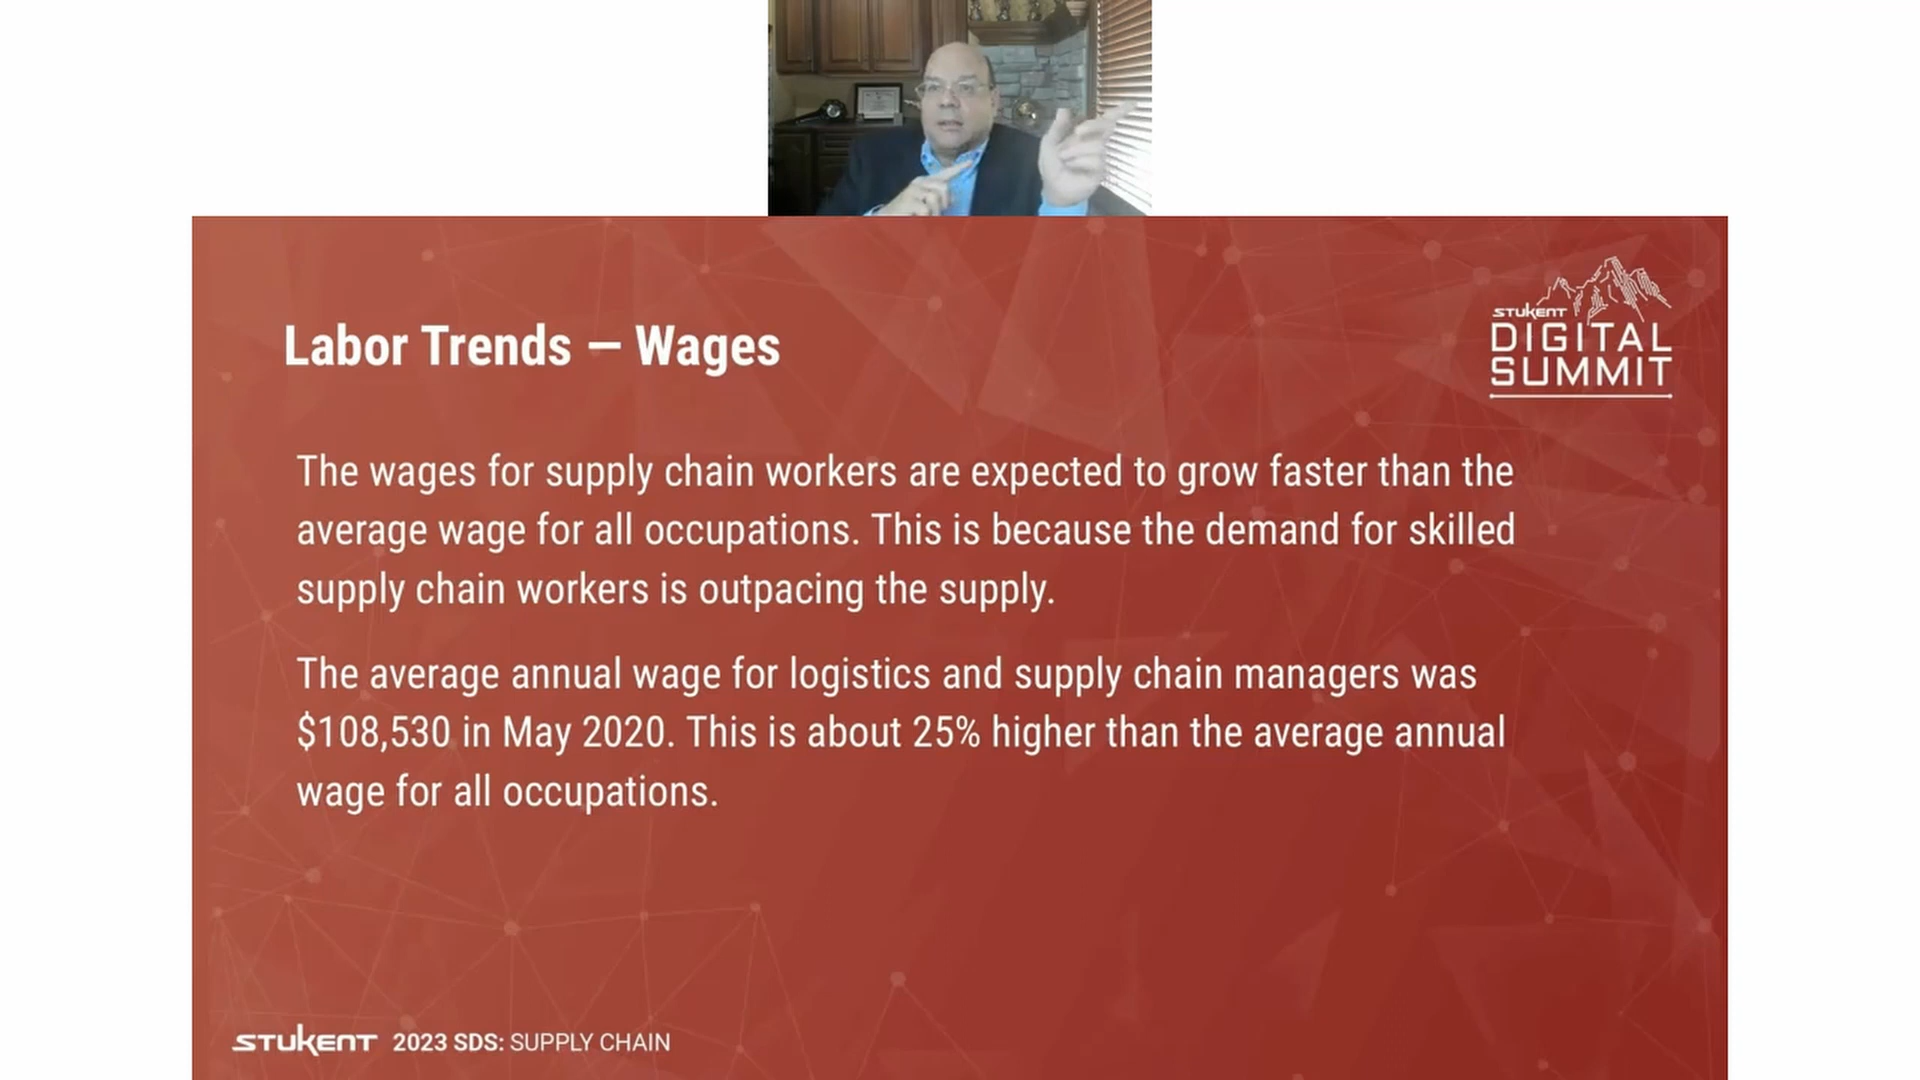 STUKENT
DIGITAL
SUMMIT
Labor Trends — Wages
The wages for supply chain workers are expected to grow faster than the
average wage for all occupations. This is because the demand for skilled
supply chain workers is outpacing the supply.
The average annual wage for logistics and supply chain managers was
$108,530 in May 2020. This is about 25% higher than the average annual
wage for all occupations.
STUKENT 2023 SDS: SUPPLY CHAIN